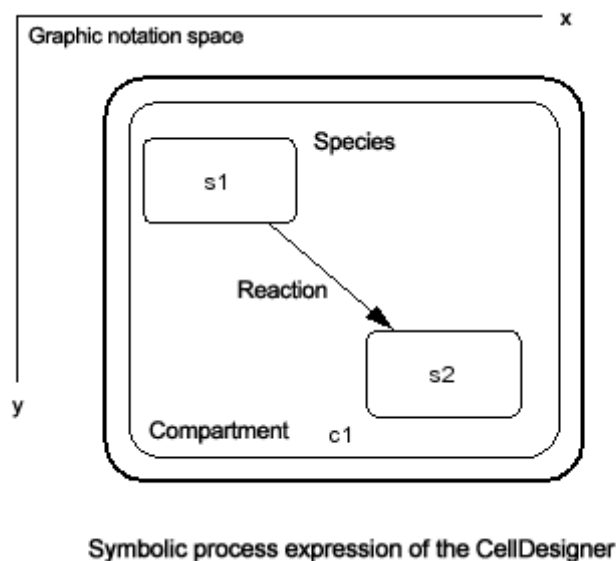 x
Graphic notation space
Species
s1
Reaction
s2
y
Compartment c1
Symbolic process expression of the CellDesigner